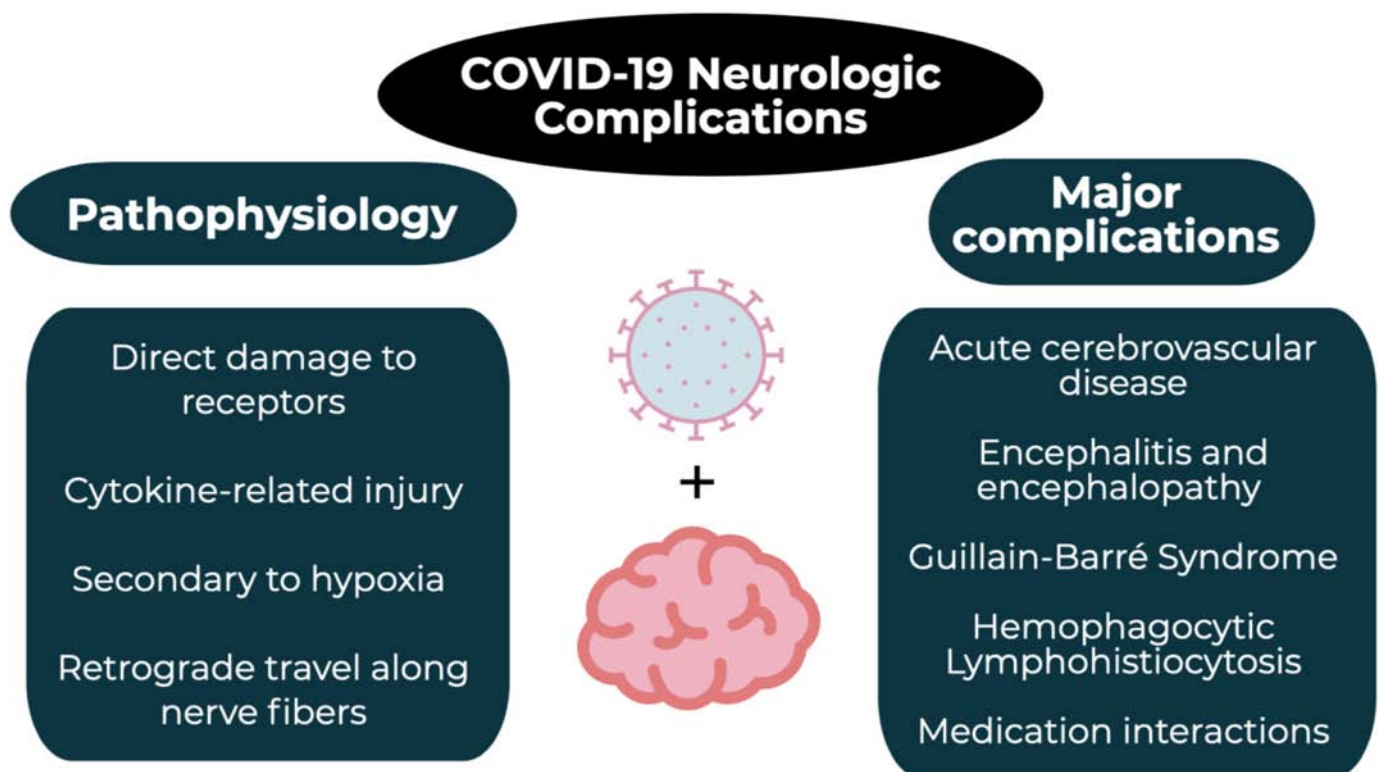 COVID-19 Neurologic
Complications
Pathophysiology
Direct damage to
receptors
Cytokine-related injury
Secondary to hypoxia
Retrograde travel along
nerve fibers
+
Major
complications
Acute cerebrovascular
disease
Encephalitis and
encephalopathy
Guillain-Barré Syndrome
Hemophagocytic
Lymphohistiocytosis
Medication interactions